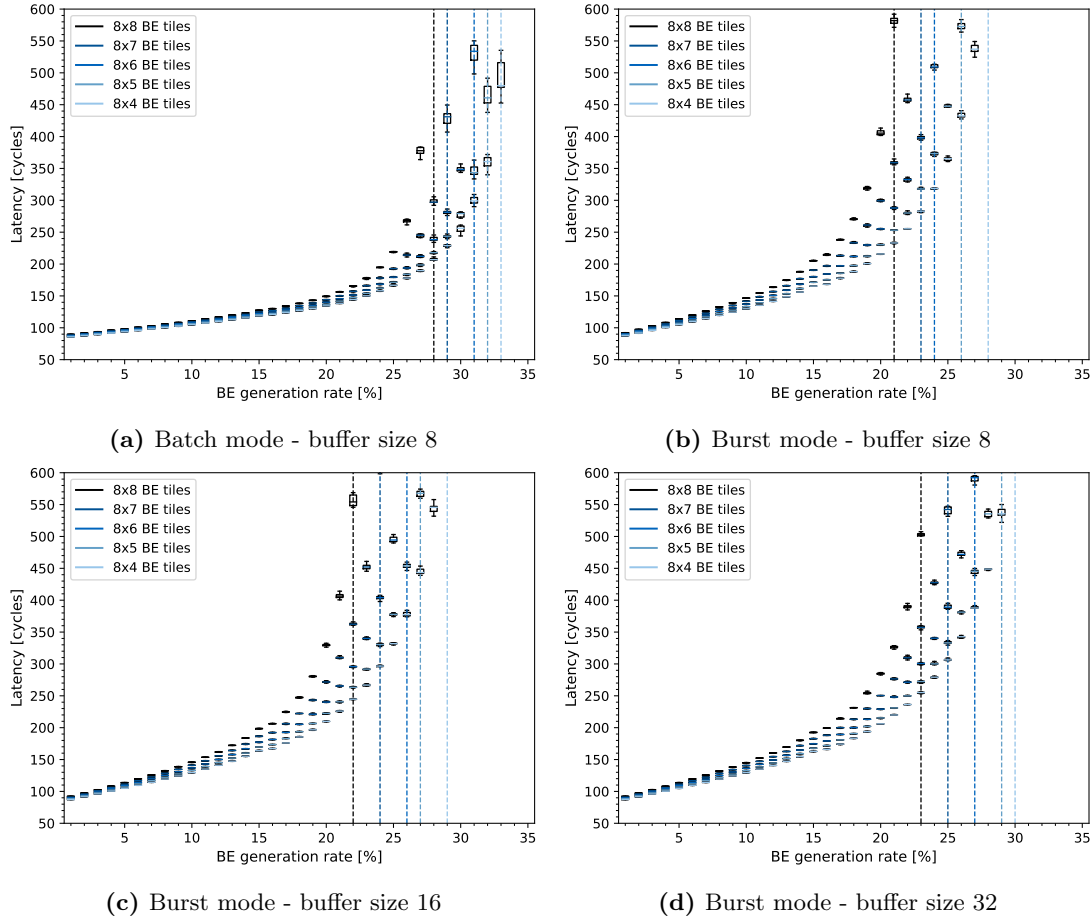 600
550
500
450
400
350
300
250
200
150
100
50
Latency [cycles]
8x8 BE tiles
8x7 BE tiles
8x6 BE tiles
8x5 BE tiles
8x4 BE tiles
5 10 15 20 25 30 35
BE generation rate [%]
(a) Batch mode - buffer size 8
600
550
500
450
400
350
300
250
200
150
100
50
Latency [cycles]
8x8 BE tiles
8x7 BE tiles
8x6 BE tiles
8x5 BE tiles
8x4 BE tiles
5 10 15 20 25 30 35
BE generation rate [%]
(b) Burst mode - buffer size 8
600
550
500
450
400
350
300
250
200
150
100
50
Latency [cycles]
8x8 BE tiles
8x7 BE tiles
8x6 BE tiles
8x5 BE tiles
8x4 BE tiles
5 10 15 20 25 30 35
BE generation rate [%]
(c) Burst mode - buffer size 16
600
550
500
450
400
350
300
250
200
150
100
50
Latency [cycles]
8x8 BE tiles
8x7 BE tiles
8x6 BE tiles
8x5 BE tiles
8x4 BE tiles
5 10 15 20 25 30 35
BE generation rate [%]
(d) Burst mode - buffer size 32